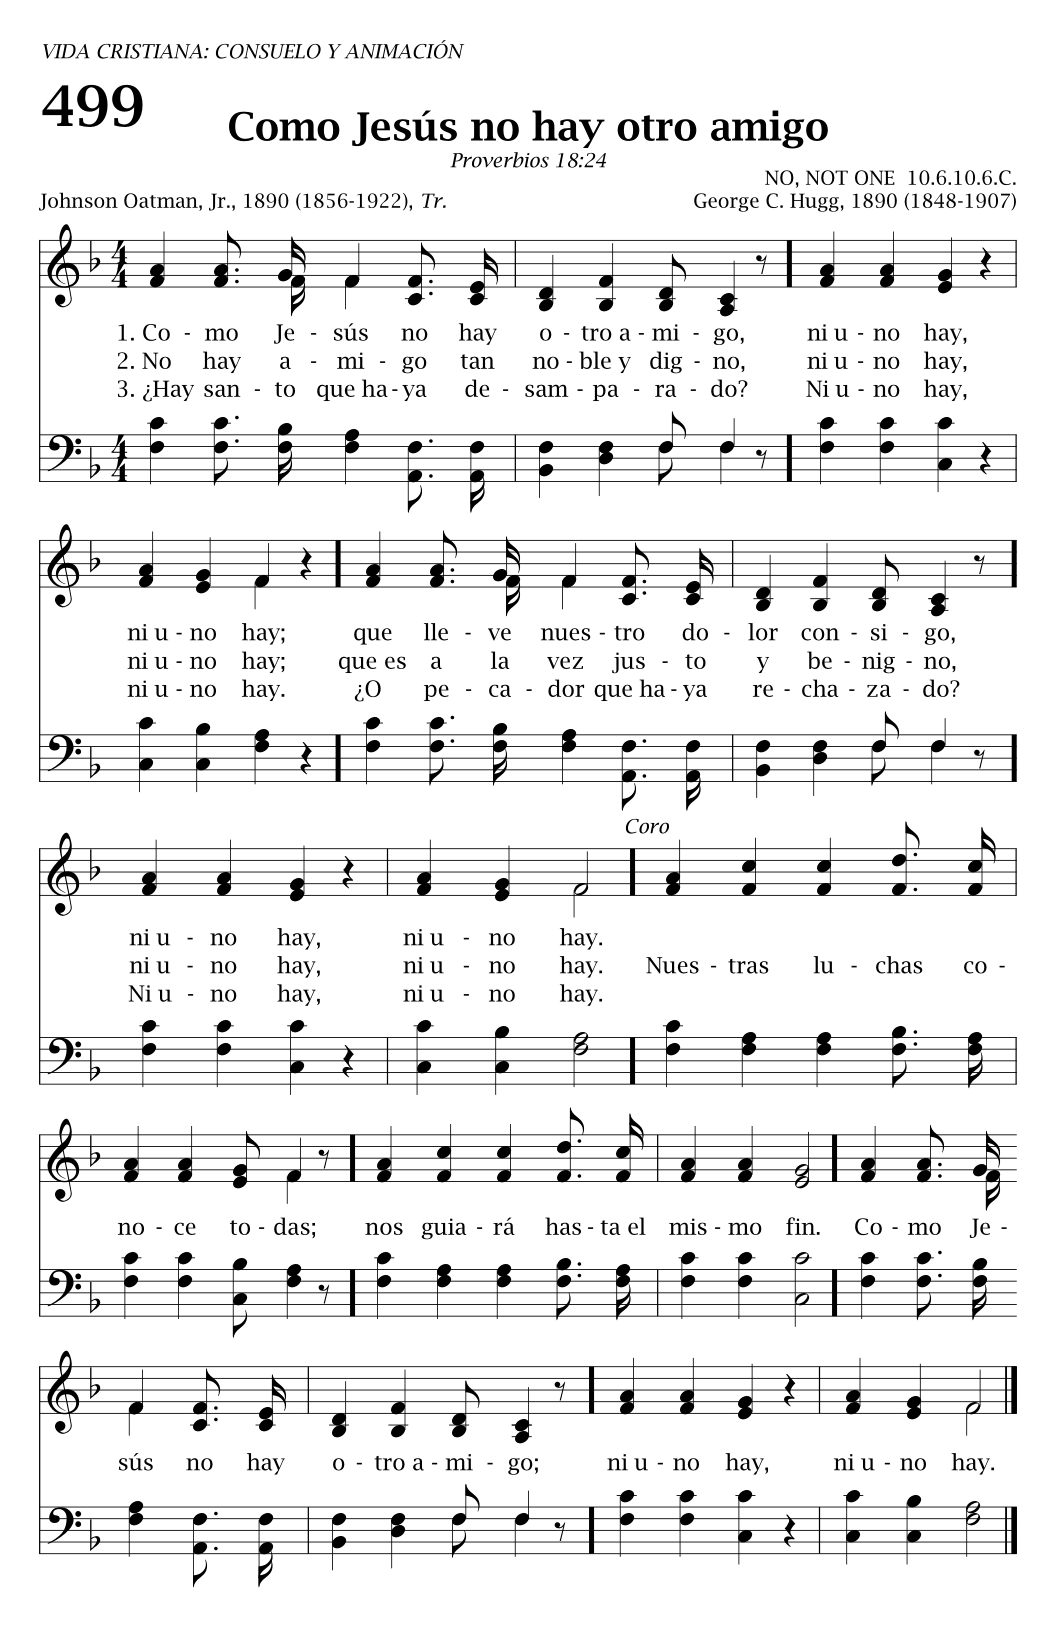 VIDA CRISTIANA: CONSUELO Y ANIMACIÓN
499
Como Jesús no hay otro amigo
Proverbios 18:24
NO, NOT ONE 10.6.10.6.C.
Johnson Oatman, Jr., 1890 (1856-1922), Tr.
George C. Hugg, 1890 (1848-1907)
4 4
1. Co - mo Je - sús no hay o - tro a - mi - go, ni u - no hay,
2. No hay a - mi - go tan no - ble y dig - no, ni u - no hay,
3. ¿Hay san - to que ha - ya de - sam - pa - ra - do? Ni u - no hay,
4 4
ni u - no hay; que lle - ve nues - tro do - lor con - si - go,
ni u - no hay; que es a la vez jus - to y be - nig - no,
ni u - no hay. ¿O pe - ca - dor que ha - ya re - cha - za - do?
Coro
ni u - no hay, ni u - no hay.
ni u - no hay, ni u - no hay. Nues - tras lu - chas co -
Ni u - no hay, ni u - no hay.
no - ce to - das; nos guia - rá has - ta el mis - mo fin. Co - mo Je -
sús no hay o - tro a - mi - go; ni u - no hay, ni u - no hay.